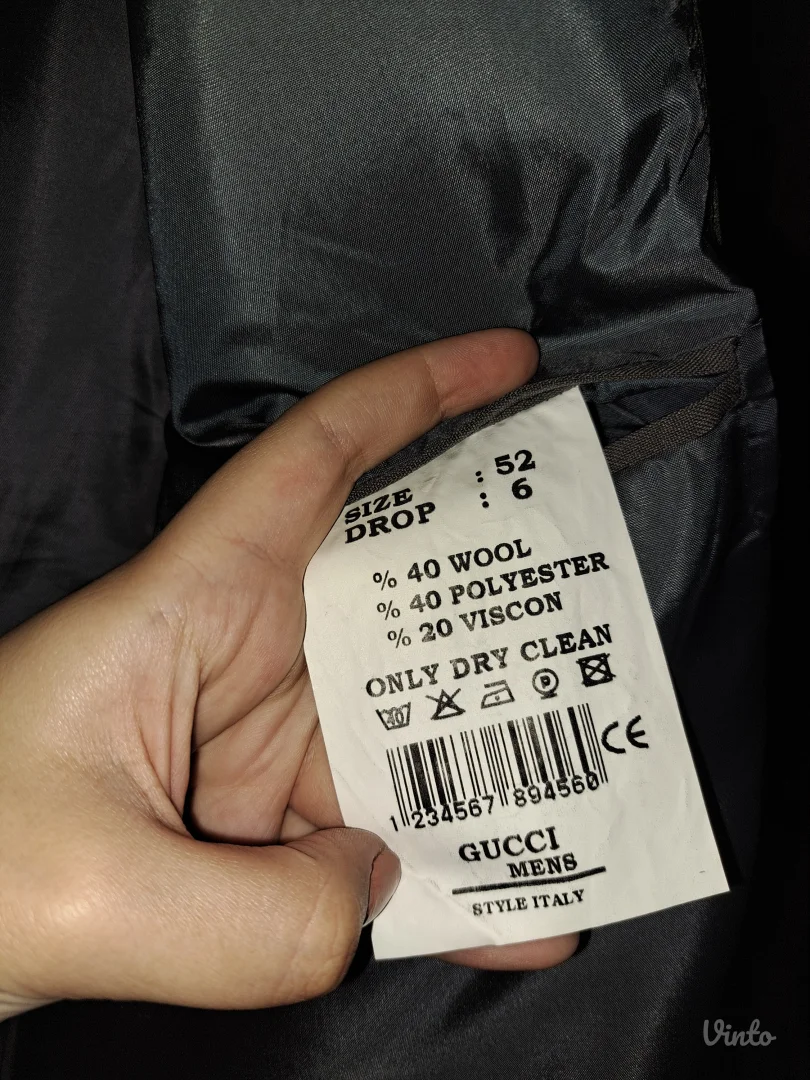 SIZE : 52
DROP : 6
% 40 WOOL
% 40 POLYESTER
% 20 VISCON
ONLY DRY CLEAN
30
P
CE
1 234567 894560
GUCCI
MENS
STYLE ITALY
Vinto